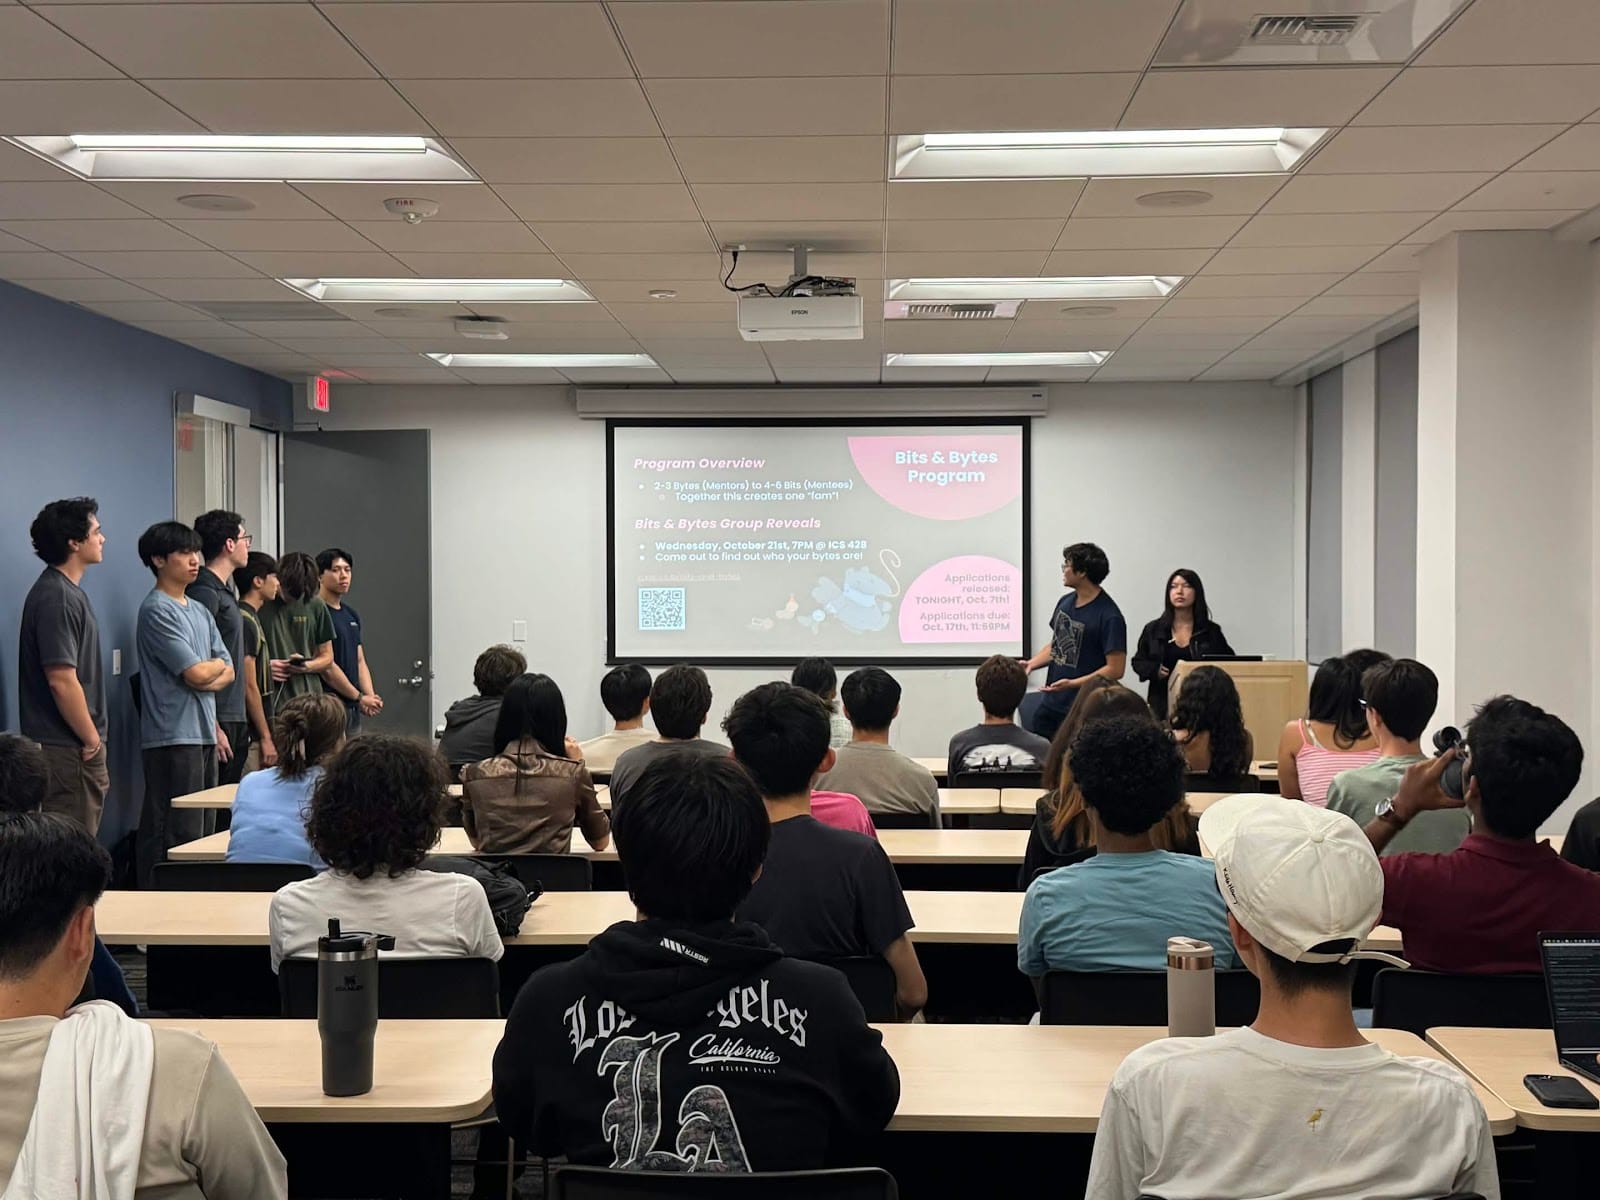 FIRE
EPSON
Program Overview
2-3 Bytes (Mentors) to 4-6 Bits (Mentees)
Together this creates one "fam"!
Bits & Bytes Group Reveals
Wednesday, October 21st, 7PM @ ICS 428
Come out to find out who your bytes are!
Bits & Bytes
Program
Applications
released:
TONIGHT, Oct. 7th!
Applications due:
Oct. 17th, 11:59PM
STANLEY
Los Angeles
California
THE GOLDEN STATE
LA